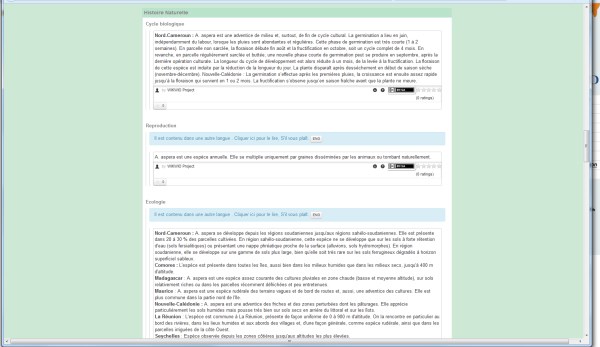 Histoire Naturelle
Cycle biologique
Nord-Cameroun : A. aspera est une adventice de milieu et, surtout, de fin de cycle cultural. La germination a lieu en juin,
indépendamment du labour, lorsque les pluies sont abondantes et régulières. Cette phase de germination est très courte (1 à 2
semaines). En parcelle non sarclée, la floraison débute fin août et la fructification en octobre, soit un cycle complet de 4 mois. En
revanche, en parcelle régulièrement sarclée et buttée, une nouvelle phase courte de germination peut se produire en septembre, après la
dernière opération culturale. La longueur du cycle de développement est alors réduite à un mois, de la levée à la fructification. La floraison
de cette espèce est induite par la réduction de la longueur du jour. La plante disparaît après dessèchement en début de saison sèche
(novembre-décembre). Nouvelle-Calédonie : La germination s'effectue après les premières pluies, la croissance est ensuite assez rapide
jusqu'à la floraison qui survient en 1 ou 2 mois. La fructification s'observe jusqu'en saison fraîche avant que la plante ne meure.
by WIKWIO Project
(0 ratings)
Reproduction
Il est contenu dans une autre langue . Cliquer ici pour le lire. S'il vous plaît
A. aspera est une espèce annuelle. Elle se multiplie uniquement par graines disséminées par les animaux ou tombant naturellement.
by WIKWIO Project
(0 ratings)
Ecologie
Il est contenu dans une autre langue . Cliquer ici pour le lire. S'il vous plaît
Nord-Cameroun : A. aspera se développe depuis les régions soudaniennes jusqu'aux régions sahélo-soudaniennes. Elle est présente
dans 20 à 30 % des parcelles cultivées. En région sahélo-soudanienne, cette espèce ne se développe que sur les sols à forte rétention
d'eau (sols fersiallitiques) ou présentant une nappe phréatique proche de la surface (alluvions, sols hydromorphes). En région
soudanienne, elle se développe sur une gamme de sols plus large, bien qu'elle soit très rare sur les sols ferrugineux dégradés à horizon
superficiel sableux.
Comores : L'espèce est présente dans toutes les îles, aussi bien dans les milieux humides que dans les milieux secs, jusqu'à 400 m
d'altitude.
Madagascar : A. aspera est une espèce assez courante des cultures pluviales en zone chaude (basse et moyenne altitude), sur sols
relativement riches ou dans les parcelles récemment défrichées et peu entretenues.
Maurice : A. aspera est une espèce rudérale des terrains vagues et de bord de routes et, aussi, une adventice des cultures. Elle est
plus commune dans la partie nord de l'île.
Nouvelle-Calédonie : A. aspera est une adventice des friches et des zones perturbées dont les pâturages. Elle apprécie
particulièrement les sols humides mais pousse très bien sur sols secs en arrière du littoral et sur les îlots.
La Réunion : L'espèce est commune à La Réunion, présente de façon uniforme de 0 à 900 m d'altitude. On la rencontre en particulier au
bord des rivières, dans les lieux humides et aux abords des villages et, d'une façon générale, comme espèce rudérale, ainsi que dans les
parcelles irriguées de la côte Ouest.
Seychelles : Espèce observée depuis les zones côtières jusqu'aux altitudes les plus élevées.